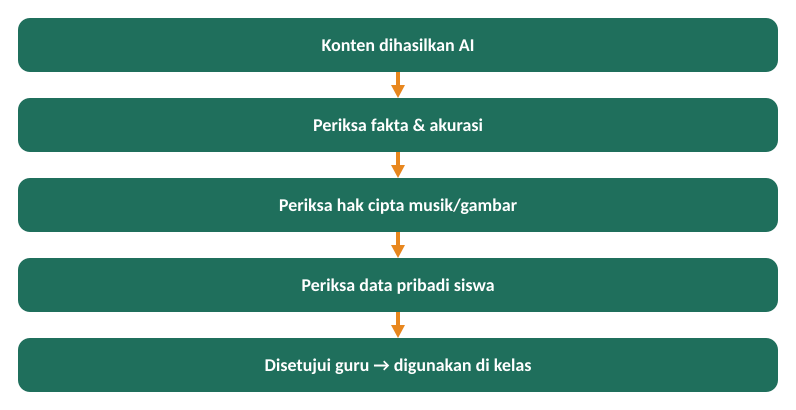 Konten dihasilkan AI
Periksa fakta & akurasi
Periksa hak cipta musik/gambar
Periksa data pribadi siswa
Disetujui guru → digunakan di kelas